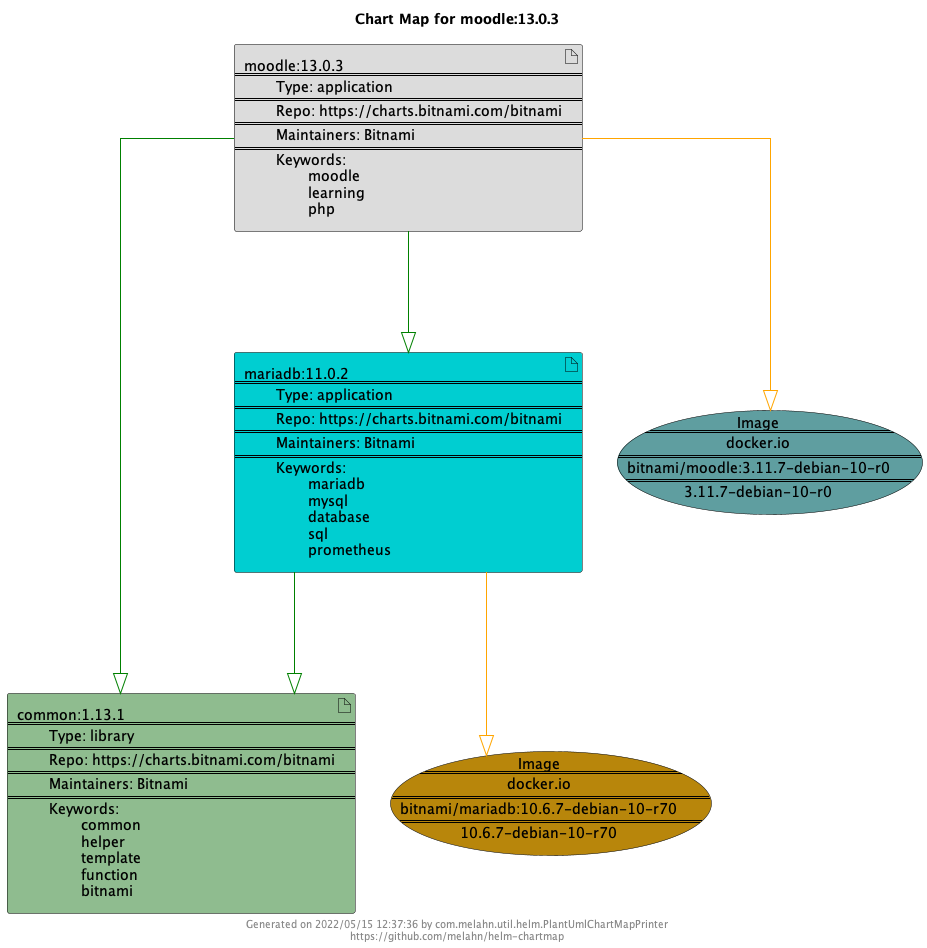 Chart Map for moodle:13.0.3
moodle:13.0.3
Type: application
Repo: https://charts.bitnami.com/bitnami
Maintainers: Bitnami
Keywords:
moodle
learning
php
mariadb:11.0.2
Type: application
Repo: https://charts.bitnami.com/bitnami
Maintainers: Bitnami
Keywords:
mariadb
mysql
database
sql
prometheus
Image
docker.io
bitnami/moodle:3.11.7-debian-10-r0
3.11.7-debian-10-r0
common:1.13.1
Type: library
Repo: https://charts.bitnami.com/bitnami
Maintainers: Bitnami
Keywords:
common
helper
template
function
bitnami
Image
docker.io
bitnami/mariadb:10.6.7-debian-10-r70
10.6.7-debian-10-r70
Generated on 2022/05/15 12:37:36 by com.melahn.util.helm.PlantUmlChartMapPrinter
https://github.com/melahn/helm-chartmap